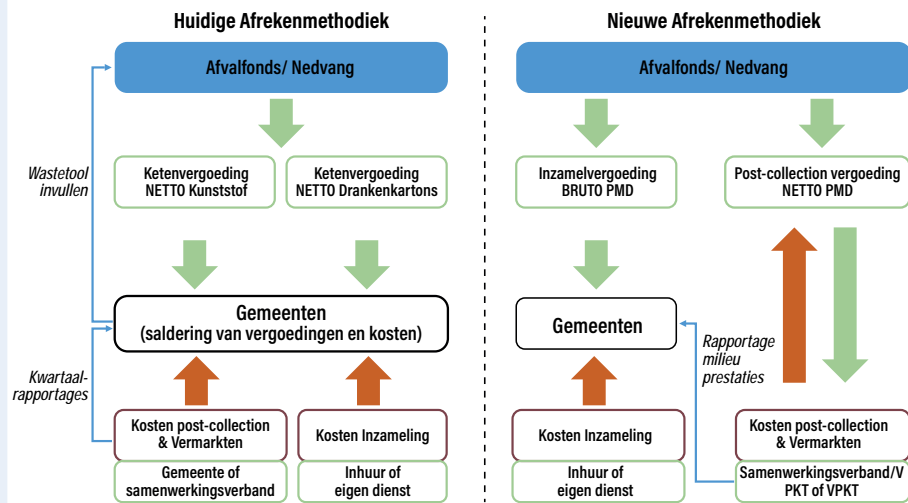 Huidige Afrekenmethodiek
Afvalfonds/ Nedvang
Wastetool
invullen
Ketenvergoeding
NETTO Kunststof
Ketenvergoeding
NETTO Drankenkartons
Gemeenten
(saldering van vergoedingen en kosten)
Kwartaal-
rapportages
Kosten post-collection
& Vermarkten
Gemeente of
samenwerkingsverband
Kosten Inzameling
Inhuur of
eigen dienst
Nieuwe Afrekenmethodiek
Afvalfonds/ Nedvang
Inzamelvergoeding
BRUTO PMD
Post-collection vergoeding
NETTO PMD
Gemeenten
Rapportage
milieu
prestaties
Kosten Inzameling
Inhuur of
eigen dienst
Kosten post-collection
& Vermarkten
Samenwerkingsverband/V
PKT of VPKT